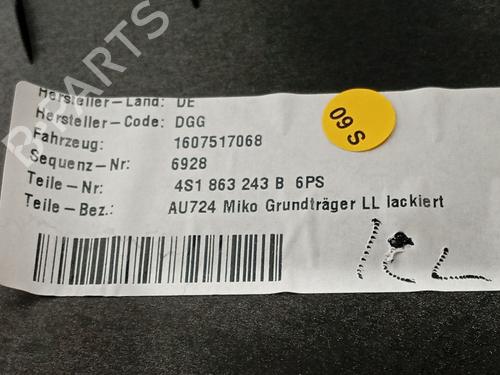 B-PARTS
Hersteller-Land: DE
Hersteller-Code: DGG
Fahrzeug: 1607517068
Sequenz-Nr: 6928
Teile-Nr: 4S1 863 243 B 6PS
Teile-Bez.: AU724 Miko Grundträger LL lackiert
09 S